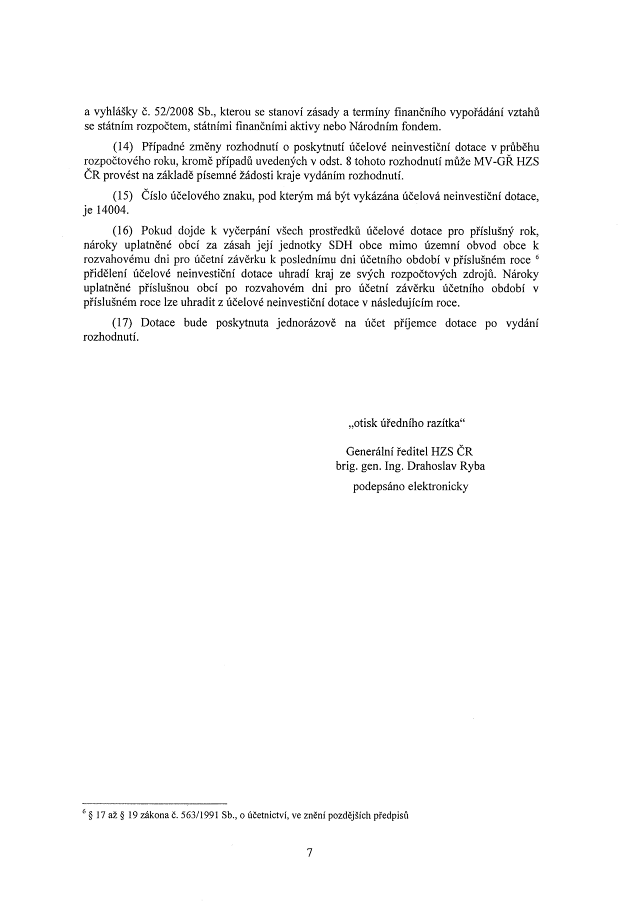 a vyhlášky č. 52/2008 Sb., kterou se stanoví zásady a termíny finančního vypořádání vztahů
se státním rozpočtem, státními finančními aktivy nebo Národním fondem.
(14) Případné změny rozhodnutí o poskytnutí účelové neinvestiční dotace v průběhu
rozpočtového roku, kromě případů uvedených v odst. 8 tohoto rozhodnutí může MV-GŘ HZS
ČR provést na základě písemné žádosti kraje vydáním rozhodnutí.
(15) Číslo účelového znaku, pod kterým má být vykázána účelová neinvestiční dotace,
je 14004.
(16) Pokud dojde k vyčerpání všech prostředků účelové dotace pro příslušný rok,
nároky uplatněné obcí za zásah její jednotky SDH obce mimo územní obvod obce k
rozvahovému dni pro účetní závěrku k poslednímu dni účetního období v příslušném roce ⁶
přidělení účelové neinvestiční dotace uhradí kraj ze svých rozpočtových zdrojů. Nároky
uplatněné příslušnou obcí po rozvahovém dni pro účetní závěrku účetního období v
příslušném roce lze uhradit z účelové neinvestiční dotace v následujícím roce.
(17) Dotace bude poskytnuta jednorázově na účet příjemce dotace po vydání
rozhodnutí.
„otisk úředního razítka“
Generální ředitel HZS ČR
brig. gen. Ing. Drahoslav Ryba
podepsáno elektronicky
⁶ § 17 až § 19 zákona č. 563/1991 Sb., o účetnictví, ve znění pozdějších předpisů
7